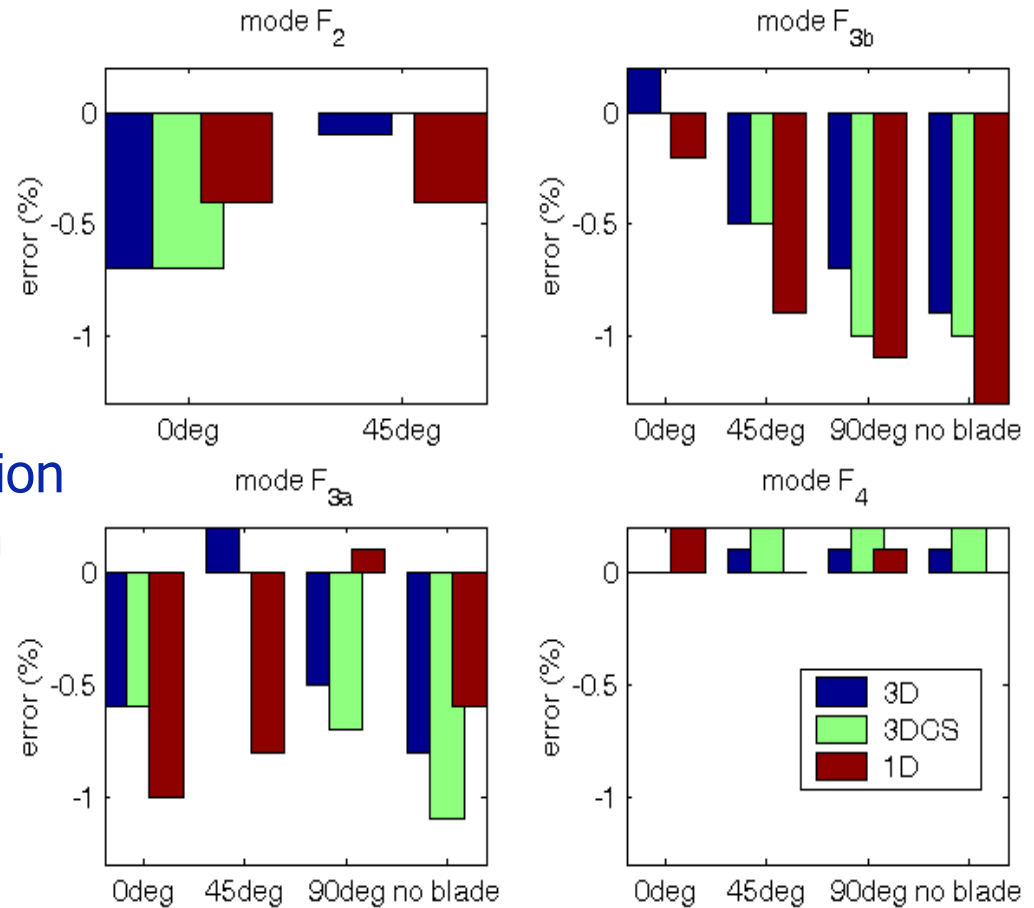 mode F2
0
-0.5
-1
error (%)
0deg 45deg
mode F3b
0
-0.5
-1
error (%)
0deg 45deg 90deg no blade
ion
mode F3a
0
-0.5
-1
error (%)
0deg 45deg 90deg no blade
mode F4
0
-0.5
-1
error (%)
3D
3DCS
1D
0deg 45deg 90deg no blade